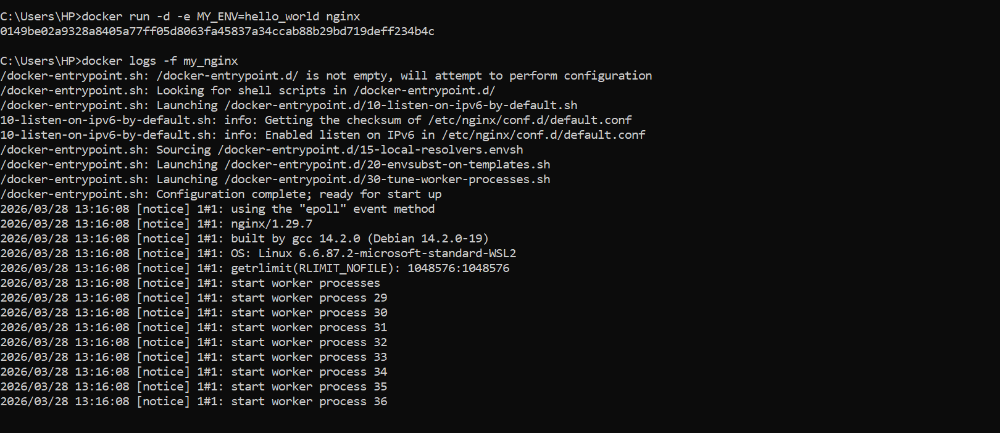 C:\Users\HP>docker run -d -e MY_ENV=hello_world nginx
0149be02a9328a8405a77ff05d8063fa45837a34ccab88b29bd719deff234b4c
C:\Users\HP>docker logs -f my_nginx
/docker-entrypoint.sh: /docker-entrypoint.d/ is not empty, will attempt to perform configuration
/docker-entrypoint.sh: Looking for shell scripts in /docker-entrypoint.d/
/docker-entrypoint.sh: Launching /docker-entrypoint.d/10-listen-on-ipv6-by-default.sh
10-listen-on-ipv6-by-default.sh: info: Getting the checksum of /etc/nginx/conf.d/default.conf
10-listen-on-ipv6-by-default.sh: info: Enabled listen on IPv6 in /etc/nginx/conf.d/default.conf
/docker-entrypoint.sh: Sourcing /docker-entrypoint.d/15-local-resolvers.envsh
/docker-entrypoint.sh: Launching /docker-entrypoint.d/20-envsubst-on-templates.sh
/docker-entrypoint.sh: Launching /docker-entrypoint.d/30-tune-worker-processes.sh
/docker-entrypoint.sh: Configuration complete; ready for start up
2026/03/28 13:16:08 [notice] 1#1: using the "epoll" event method
2026/03/28 13:16:08 [notice] 1#1: nginx/1.29.7
2026/03/28 13:16:08 [notice] 1#1: built by gcc 14.2.0 (Debian 14.2.0-19)
2026/03/28 13:16:08 [notice] 1#1: OS: Linux 6.6.87.2-microsoft-standard-WSL2
2026/03/28 13:16:08 [notice] 1#1: getrlimit(RLIMIT_NOFILE): 1048576:1048576
2026/03/28 13:16:08 [notice] 1#1: start worker processes
2026/03/28 13:16:08 [notice] 1#1: start worker process 29
2026/03/28 13:16:08 [notice] 1#1: start worker process 30
2026/03/28 13:16:08 [notice] 1#1: start worker process 31
2026/03/28 13:16:08 [notice] 1#1: start worker process 32
2026/03/28 13:16:08 [notice] 1#1: start worker process 33
2026/03/28 13:16:08 [notice] 1#1: start worker process 34
2026/03/28 13:16:08 [notice] 1#1: start worker process 35
2026/03/28 13:16:08 [notice] 1#1: start worker process 36